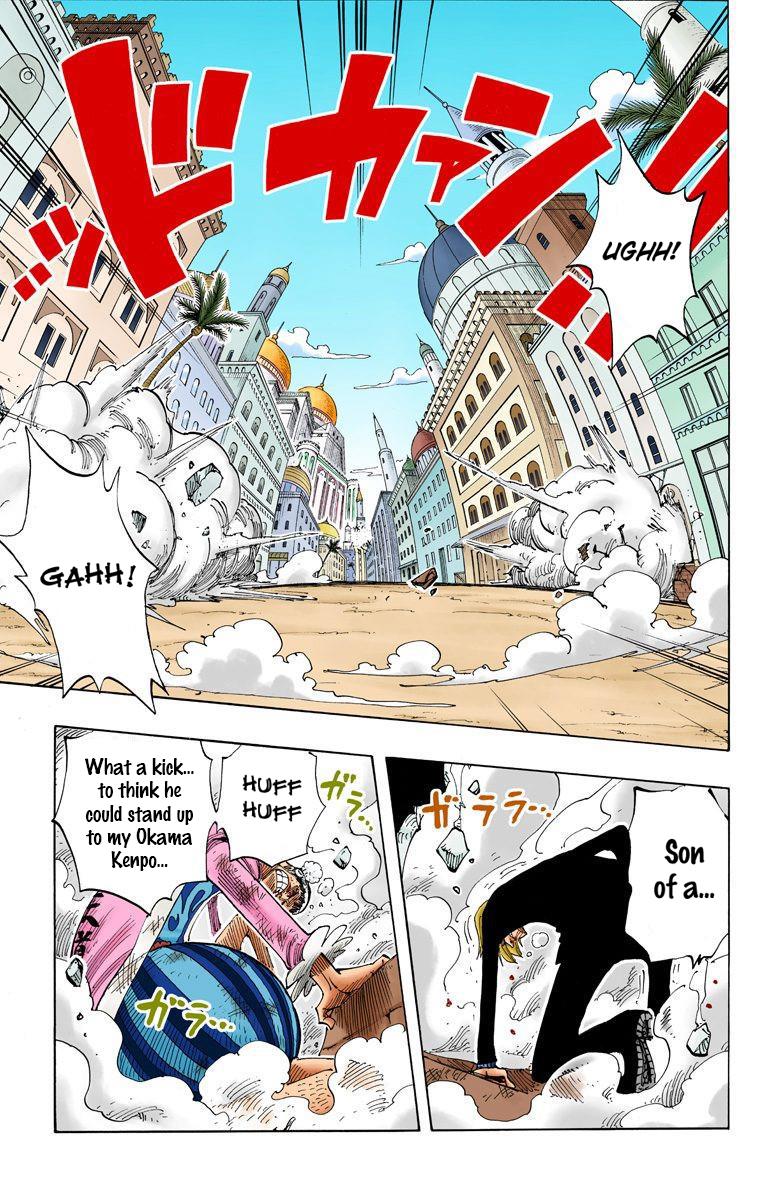 ドカァン!!
UGHH!
ッ
GAHH!
Son
of a...
ガララ...
HUFF
HUFF
What a kick...
to think he
could stand up
to my Okama
Kenpo...
ガラ...
ガラ...